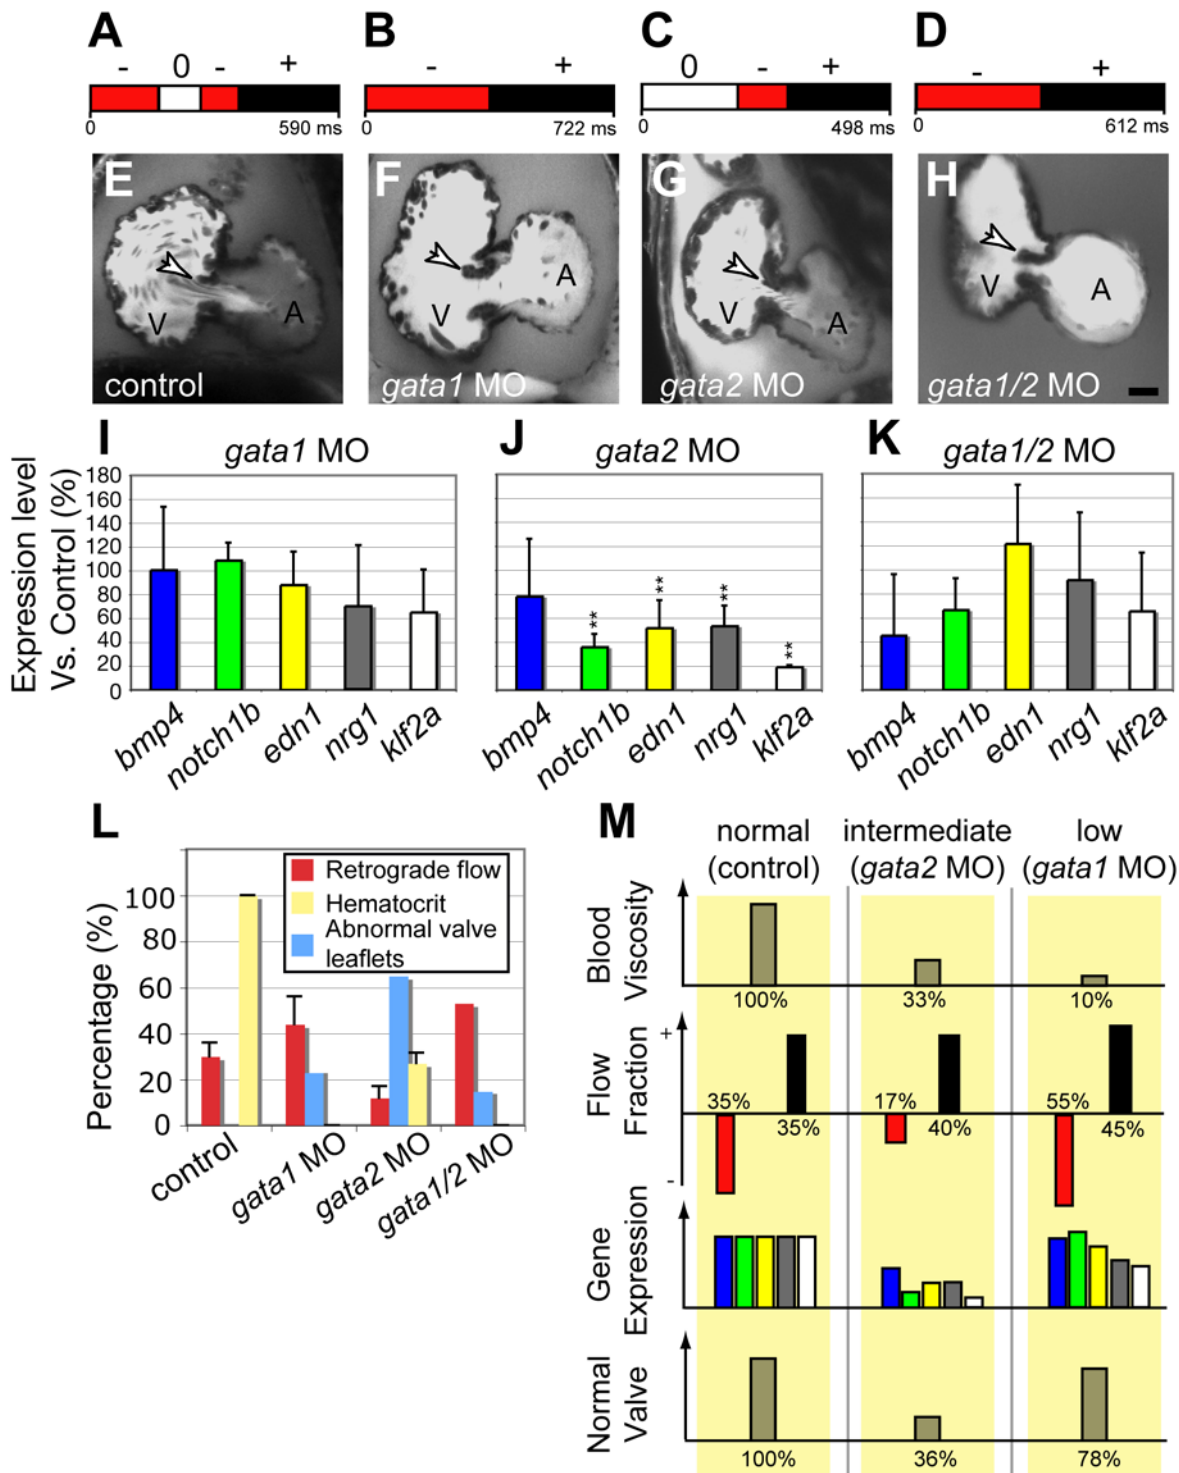 A B C D
- 0 - +
- +
0 - +
- +
0 590 ms
0 722 ms
0 498 ms
0 612 ms
E V A control
F V A gata1 MO
G V A gata2 MO
H V A gata1/2 MO
I gata1 MO
J gata2 MO
K gata1/2 MO
Expression level
Vs. Control (%)
180
160
140
120
100
80
60
40
20
0
** ** ** **
bmp4 notch1b edn1 nrg1 klf2a
bmp4 notch1b edn1 nrg1 klf2a
bmp4 notch1b edn1 nrg1 klf2a
L
Percentage (%)
100
80
60
40
20
0
Retrograde flow
Hematocrit
Abnormal valve
leaflets
control gata1 MO gata2 MO gata1/2 MO
M
normal intermediate low
(control) (gata2 MO) (gata1 MO)
Blood
Viscosity
100% 33% 10%
Flow
Fraction
+
-
35% 17% 55%
35% 40% 45%
Gene
Expression
Normal
Valve
100% 36% 78%